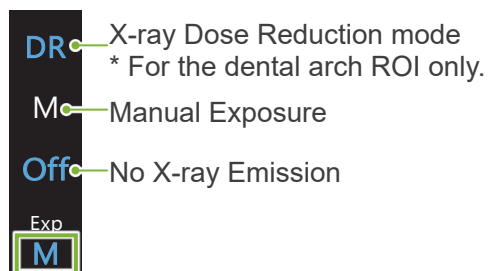 DR
X-ray Dose Reduction mode
* For the dental arch ROI only.
M
Manual Exposure
Off
No X-ray Emission
Exp
M